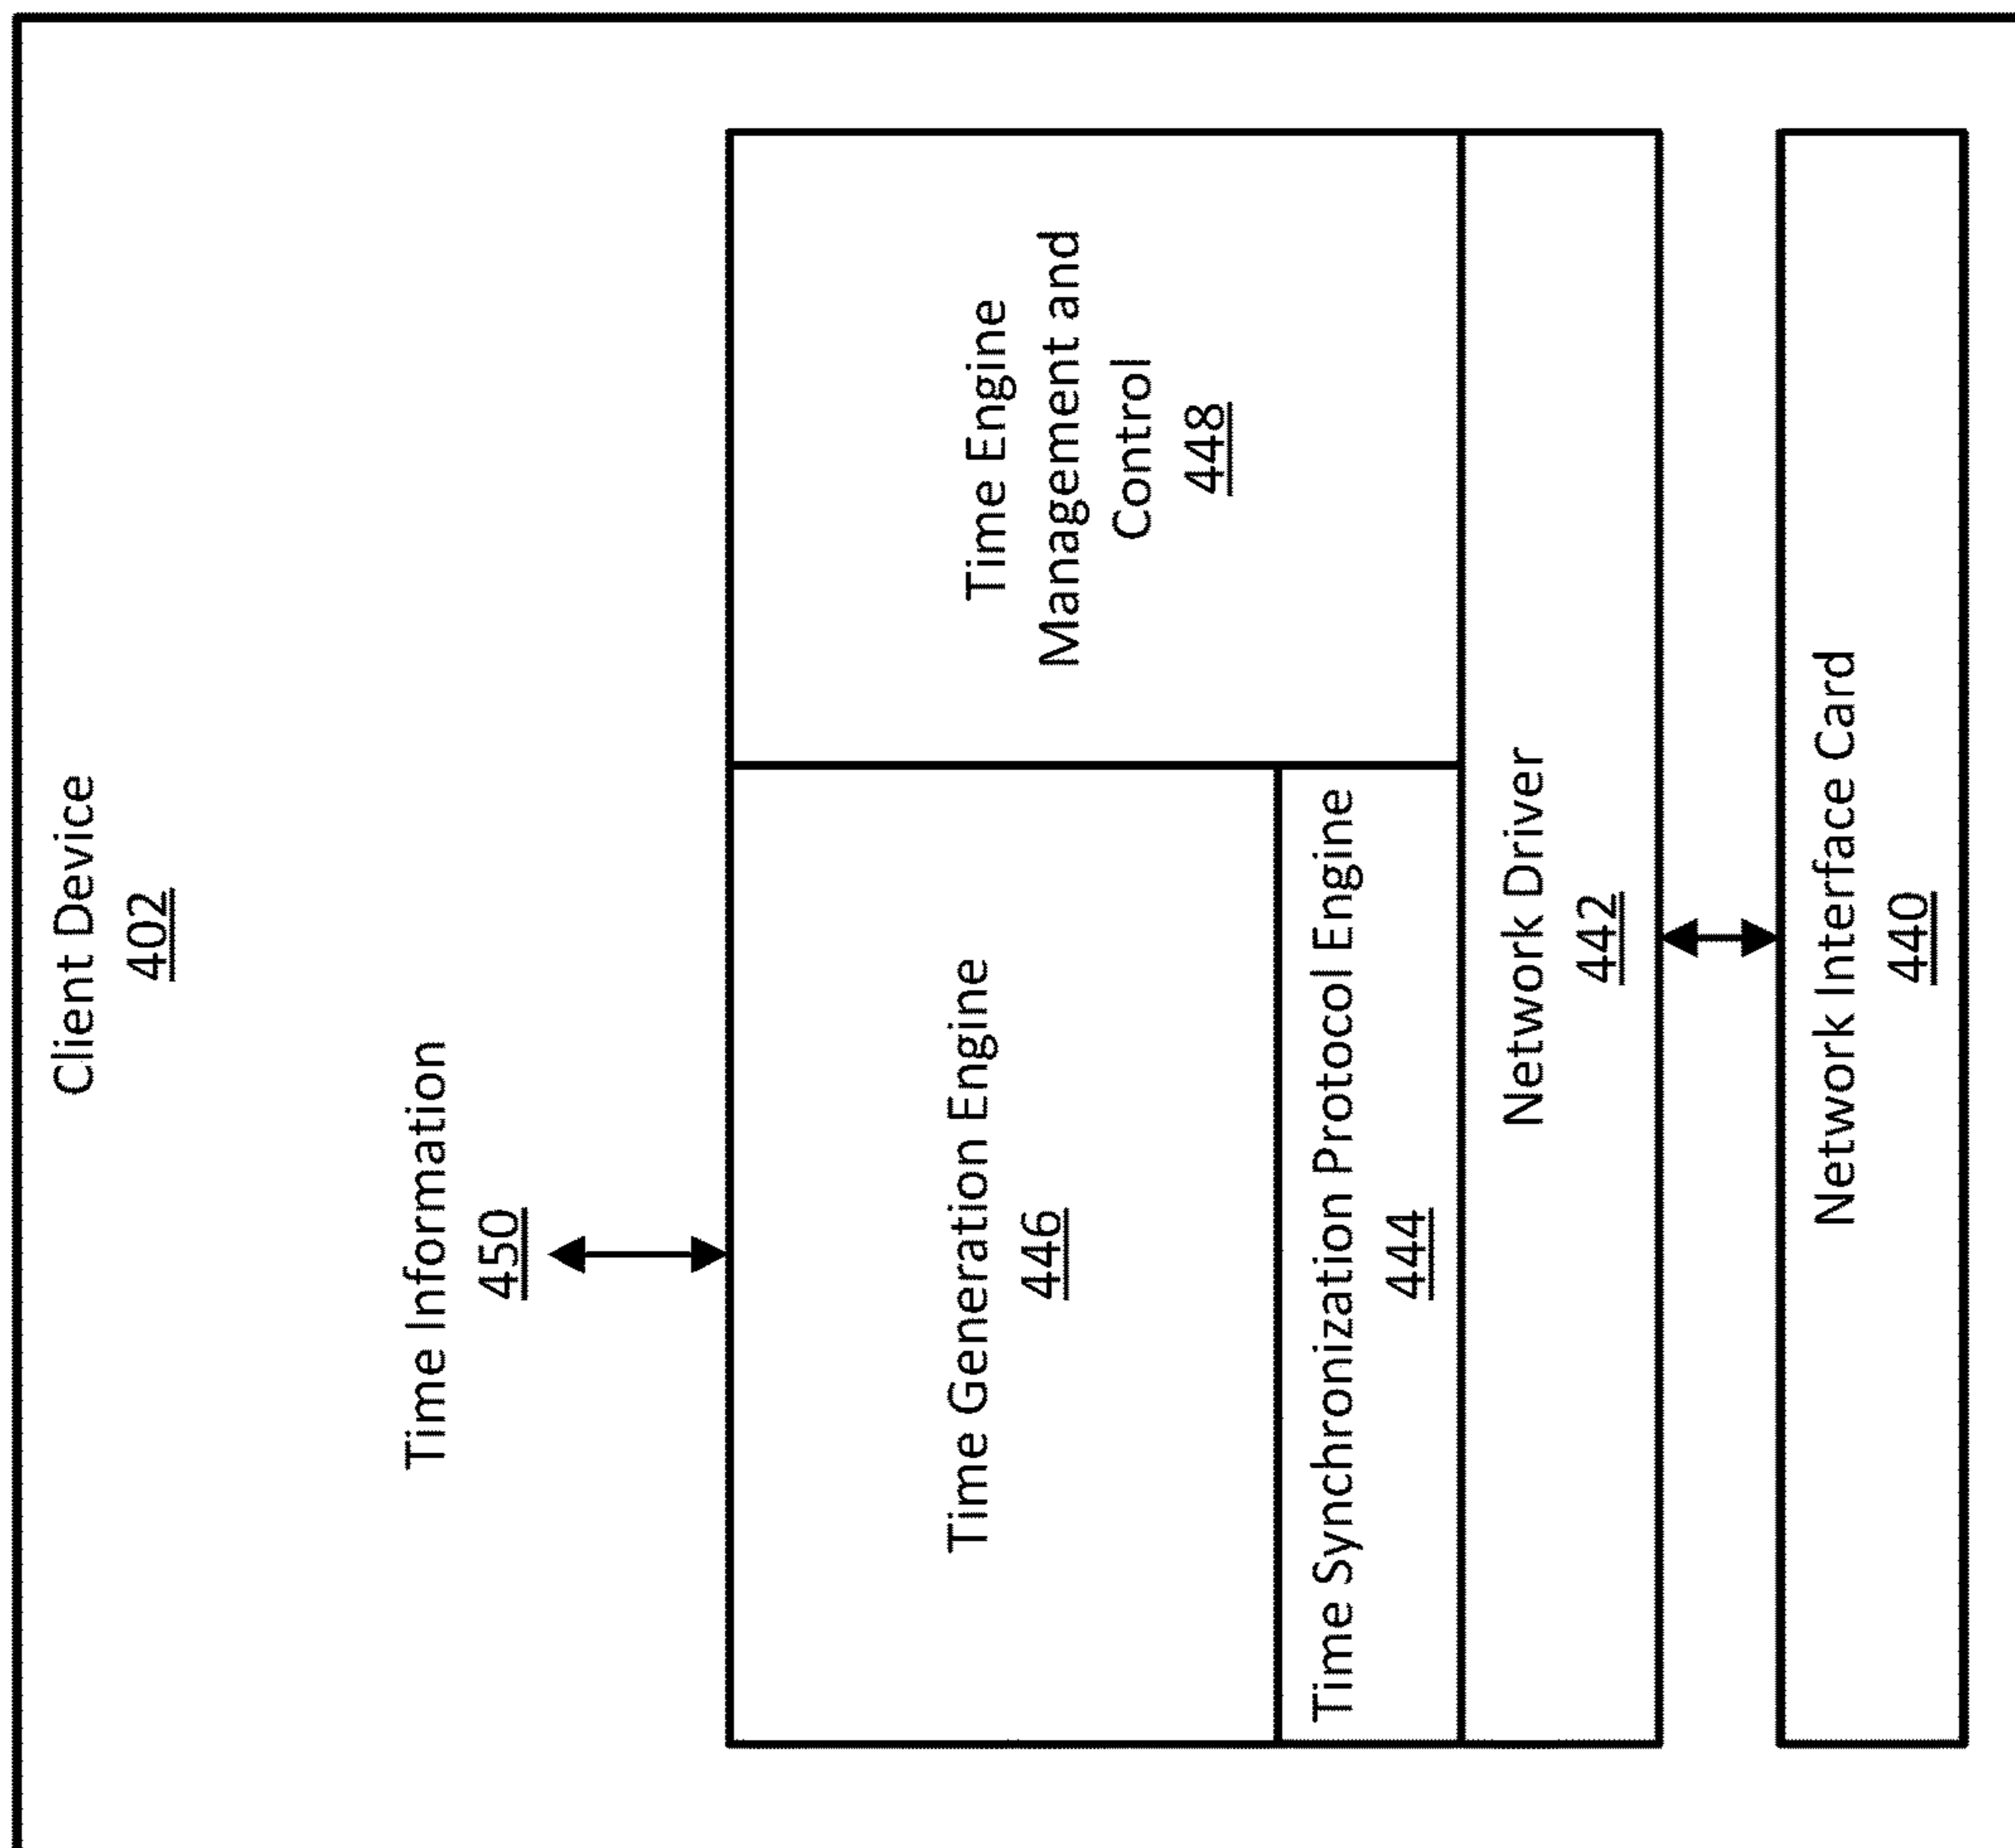 Client Device
402
Time Information
450
Time Generation Engine
446
Time Engine
Management and
Control
448
Time Synchronization Protocol Engine
444
Network Driver
442
Network Interface Card
440